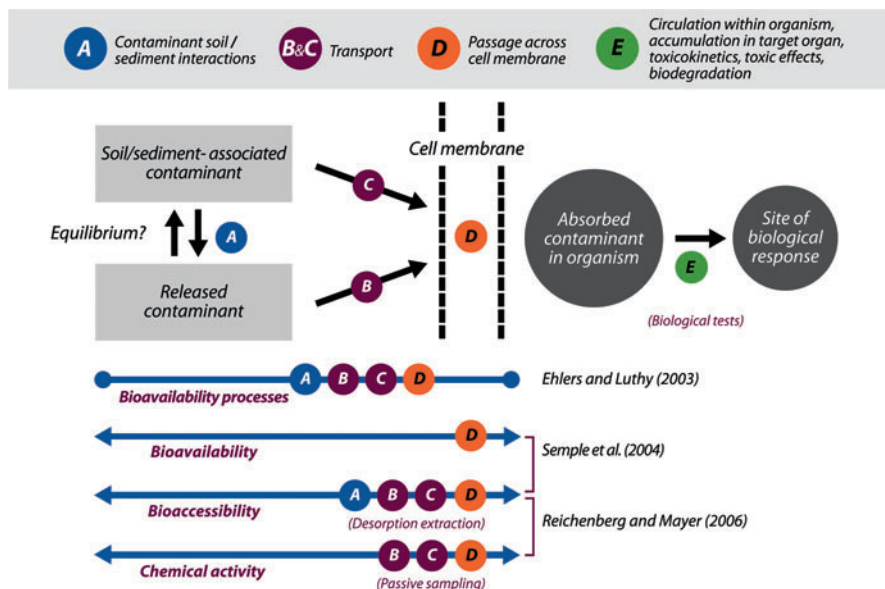 A
Contaminant soil /
sediment interactions
B&C
Transport
D
Passage across
cell membrane
E
Circulation within organism,
accumulation in target organ,
toxicokinetics, toxic effects,
biodegradation
Soil/sediment- associated
contaminant
Equilibrium?
A
Released
contaminant
C
B
Cell membrane
D
Absorbed
contaminant
in organism
E
Site of
biological
response
(Biological tests)
A B C D
Bioavailability processes
Ehlers and Luthy (2003)
D
Bioavailability
Semple et al. (2004)
A B C D
Bioaccessibility
(Desorption extraction)
Reichenberg and Mayer (2006)
B C D
Chemical activity
(Passive sampling)